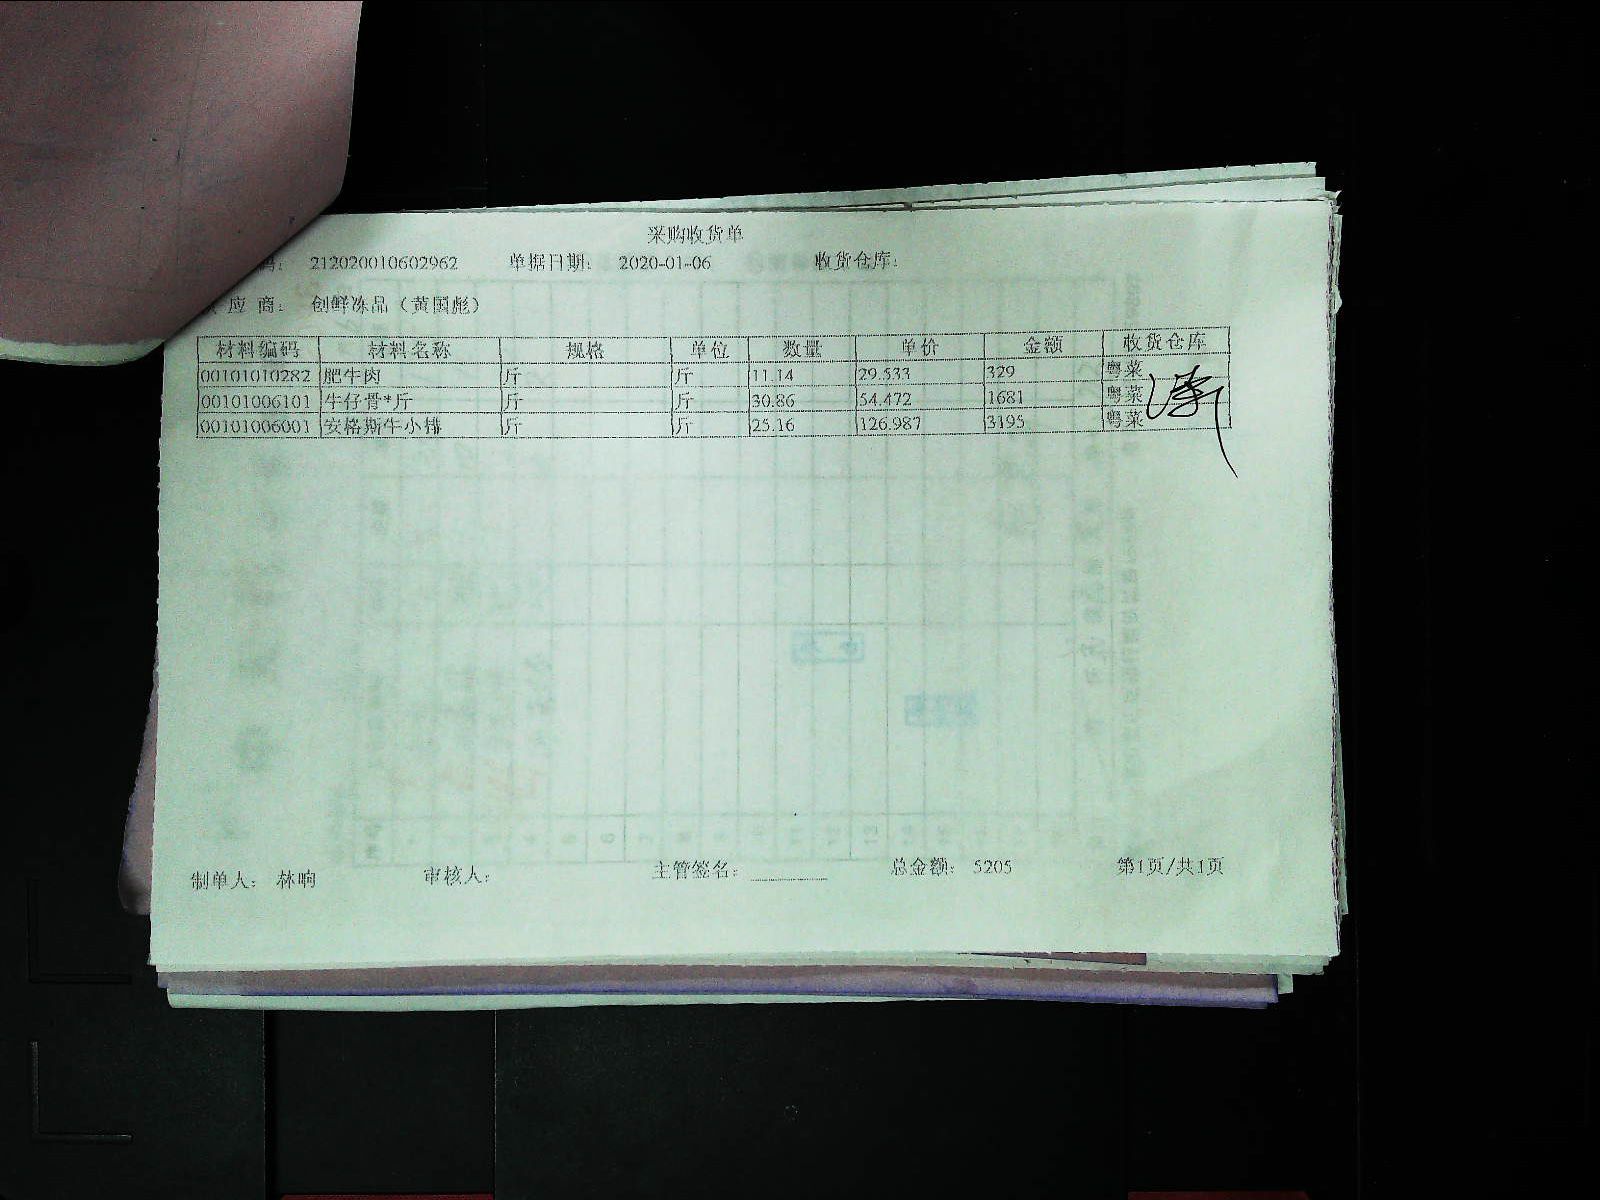 采购收货单
码： 212020010602962 单据日期： 2020-01-06 收货仓库：
应 商： 创鲜冻品（黄国彪）
材料编码 材料名称 规格 单位 数量 单价 金额 收货仓库
00101010282 肥牛肉 斤 斤 11.14 29.533 329 粤菜
00101006101 牛仔骨*斤 斤 斤 30.86 54.472 1681 粤菜
00101006001 安格斯牛小排 斤 斤 25.16 126.987 3195 粤菜
制单人： 林响 审核人： 主管签名： 总金额： 5205 第1页/共1页